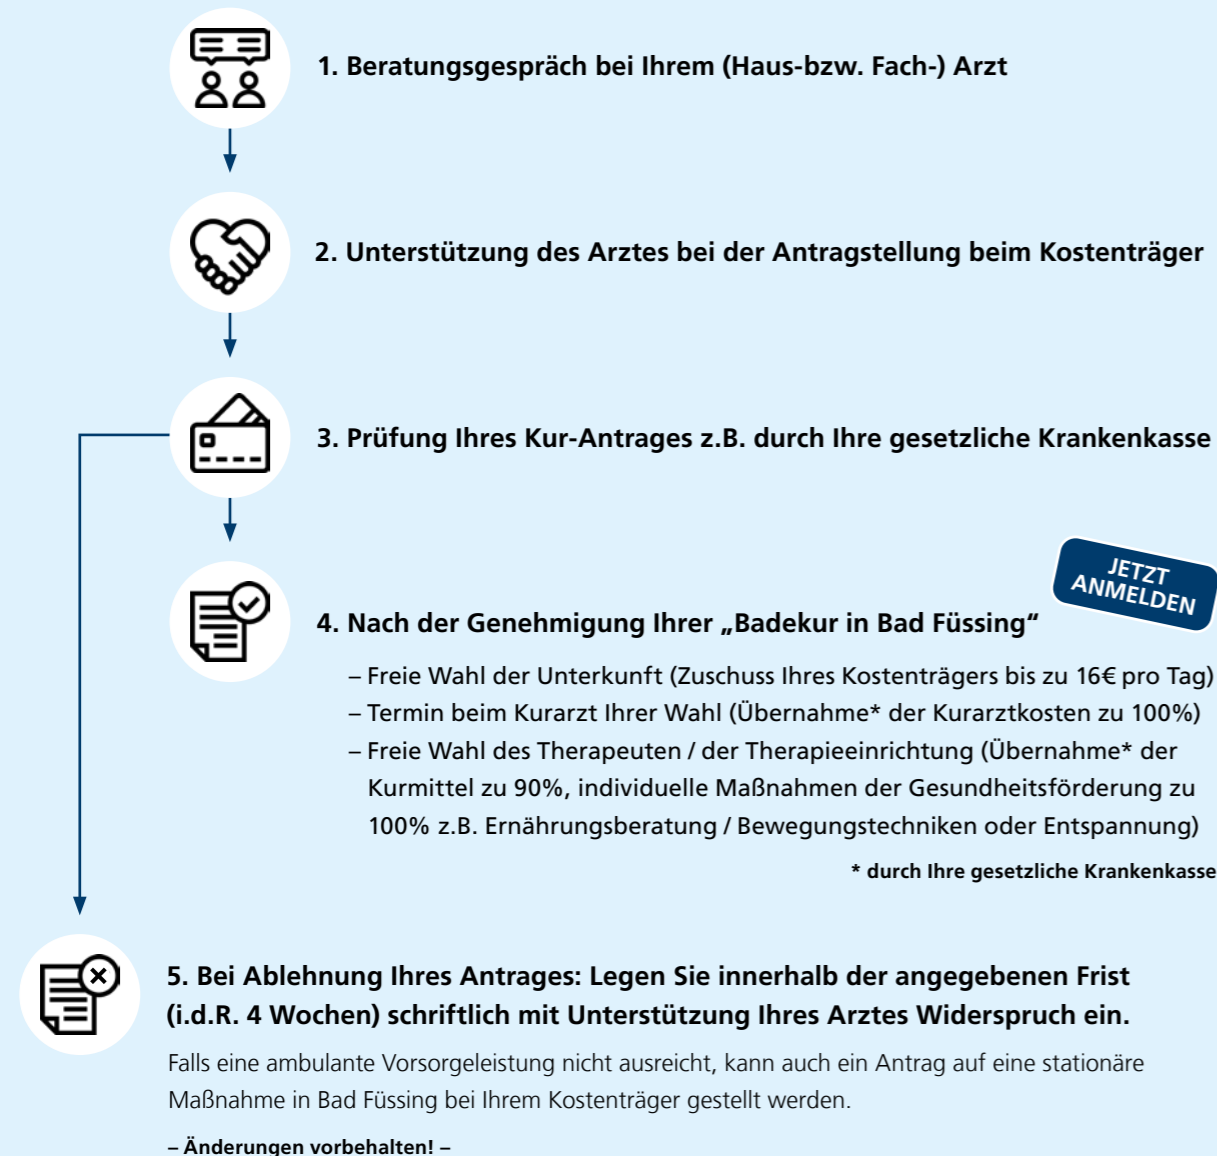 1. Beratungsgespräch bei Ihrem (Haus-bzw. Fach-) Arzt
2. Unterstützung des Arztes bei der Antragstellung beim Kostenträger
3. Prüfung Ihres Kur-Antrages z.B. durch Ihre gesetzliche Krankenkasse
JETZT
ANMELDEN
4. Nach der Genehmigung Ihrer „Badekur in Bad Füssing“
– Freie Wahl der Unterkunft (Zuschuss Ihres Kostenträgers bis zu 16€ pro Tag)
– Termin beim Kurarzt Ihrer Wahl (Übernahme* der Kurarztkosten zu 100%)
– Freie Wahl des Therapeuten / der Therapieeinrichtung (Übernahme* der
Kurmittel zu 90%, individuelle Maßnahmen der Gesundheitsförderung zu
100% z.B. Ernährungsberatung / Bewegungstechniken oder Entspannung)
* durch Ihre gesetzliche Krankenkasse
5. Bei Ablehnung Ihres Antrages: Legen Sie innerhalb der angegebenen Frist
(i.d.R. 4 Wochen) schriftlich mit Unterstützung Ihres Arztes Widerspruch ein.
Falls eine ambulante Vorsorgeleistung nicht ausreicht, kann auch ein Antrag auf eine stationäre
Maßnahme in Bad Füssing bei Ihrem Kostenträger gestellt werden.
– Änderungen vorbehalten! –